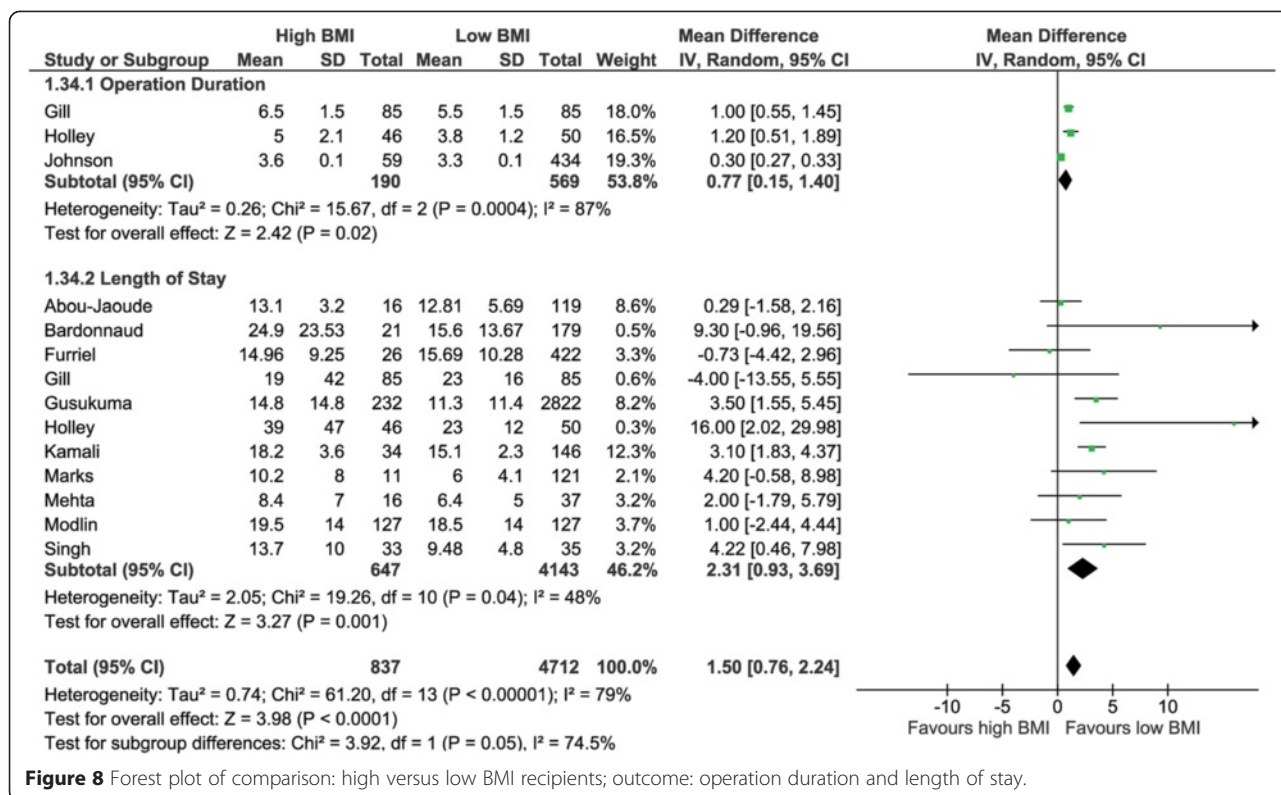 High BMI Low BMI Mean Difference Mean Difference
Study or Subgroup Mean SD Total Mean SD Total Weight IV, Random, 95% CI IV, Random, 95% CI
1.34.1 Operation Duration
Gill 6.5 1.5 85 5.5 1.5 85 18.0% 1.00 [0.55, 1.45]
Holley 5 2.1 46 3.8 1.2 50 16.5% 1.20 [0.51, 1.89]
Johnson 3.6 0.1 59 3.3 0.1 434 19.3% 0.30 [0.27, 0.33]
Subtotal (95% CI) 190 569 53.8% 0.77 [0.15, 1.40]
Heterogeneity: Tau² = 0.26; Chi² = 15.67, df = 2 (P = 0.0004); I² = 87%
Test for overall effect: Z = 2.42 (P = 0.02)
1.34.2 Length of Stay
Abou-Jaoude 13.1 3.2 16 12.81 5.69 119 8.6% 0.29 [-1.58, 2.16]
Bardonnaud 24.9 23.53 21 15.6 13.67 179 0.5% 9.30 [-0.96, 19.56]
Furriel 14.96 9.25 26 15.69 10.28 422 3.3% -0.73 [-4.42, 2.96]
Gill 19 42 85 23 16 85 0.6% -4.00 [-13.55, 5.55]
Gusukuma 14.8 14.8 232 11.3 11.4 2822 8.2% 3.50 [1.55, 5.45]
Holley 39 47 46 23 12 50 0.3% 16.00 [2.02, 29.98]
Kamali 18.2 3.6 34 15.1 2.3 146 12.3% 3.10 [1.83, 4.37]
Marks 10.2 8 11 6 4.1 121 2.1% 4.20 [-0.58, 8.98]
Mehta 8.4 7 16 6.4 5 37 3.2% 2.00 [-1.79, 5.79]
Modlin 19.5 14 127 18.5 14 127 3.7% 1.00 [-2.44, 4.44]
Singh 13.7 10 33 9.48 4.8 35 3.2% 4.22 [0.46, 7.98]
Subtotal (95% CI) 647 4143 46.2% 2.31 [0.93, 3.69]
Heterogeneity: Tau² = 2.05; Chi² = 19.26, df = 10 (P = 0.04); I² = 48%
Test for overall effect: Z = 3.27 (P = 0.001)
Total (95% CI) 837 4712 100.0% 1.50 [0.76, 2.24]
Heterogeneity: Tau² = 0.74; Chi² = 61.20, df = 13 (P < 0.00001); I² = 79%
Test for overall effect: Z = 3.98 (P < 0.0001)
Test for subgroup differences: Chi² = 3.92, df = 1 (P = 0.05), I² = 74.5%
-10 -5 0 5 10
Favours high BMI Favours low BMI
Figure 8 Forest plot of comparison: high versus low BMI recipients; outcome: operation duration and length of stay.